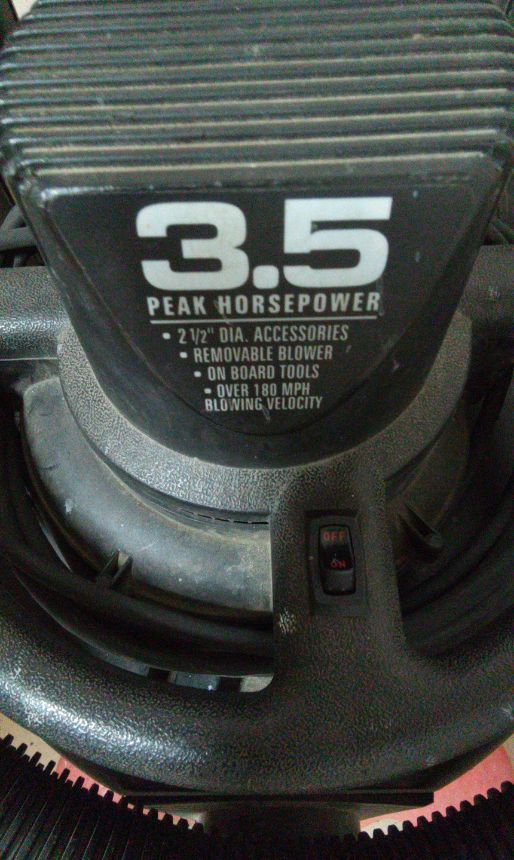 3.5
PEAK HORSEPOWER
• 2 1/2" DIA. ACCESSORIES
• REMOVABLE BLOWER
• ON BOARD TOOLS
• OVER 180 MPH
BLOWING VELOCITY
OFF
ON